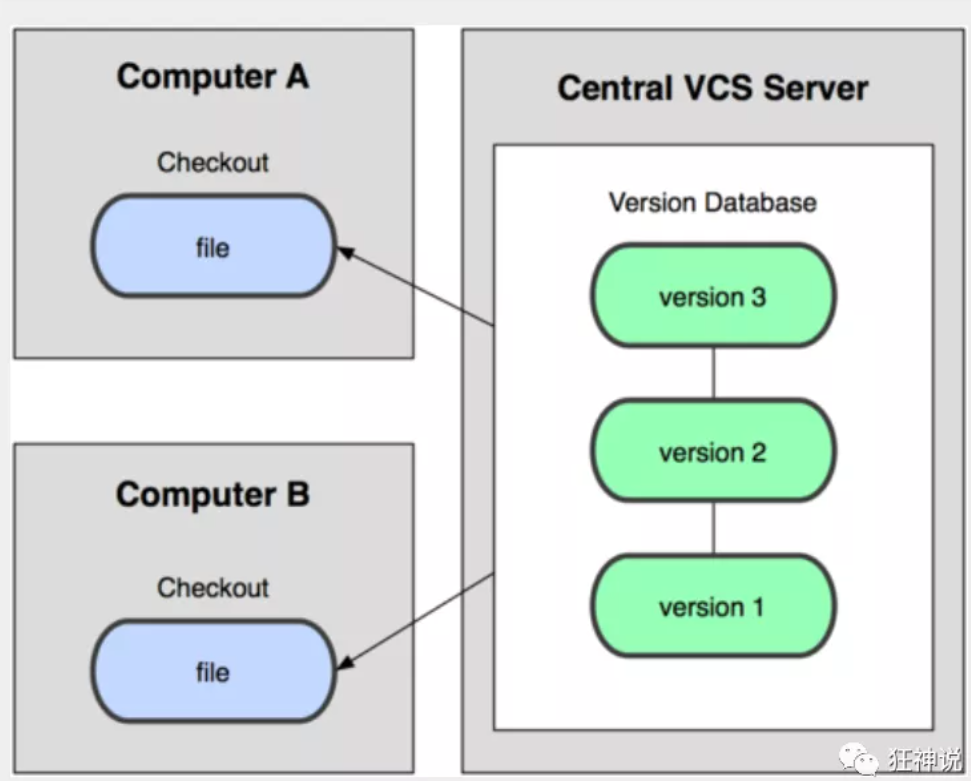 Computer A
Checkout
file
Computer B
Checkout
file
Central VCS Server
Version Database
version 3
version 2
version 1
狂神说